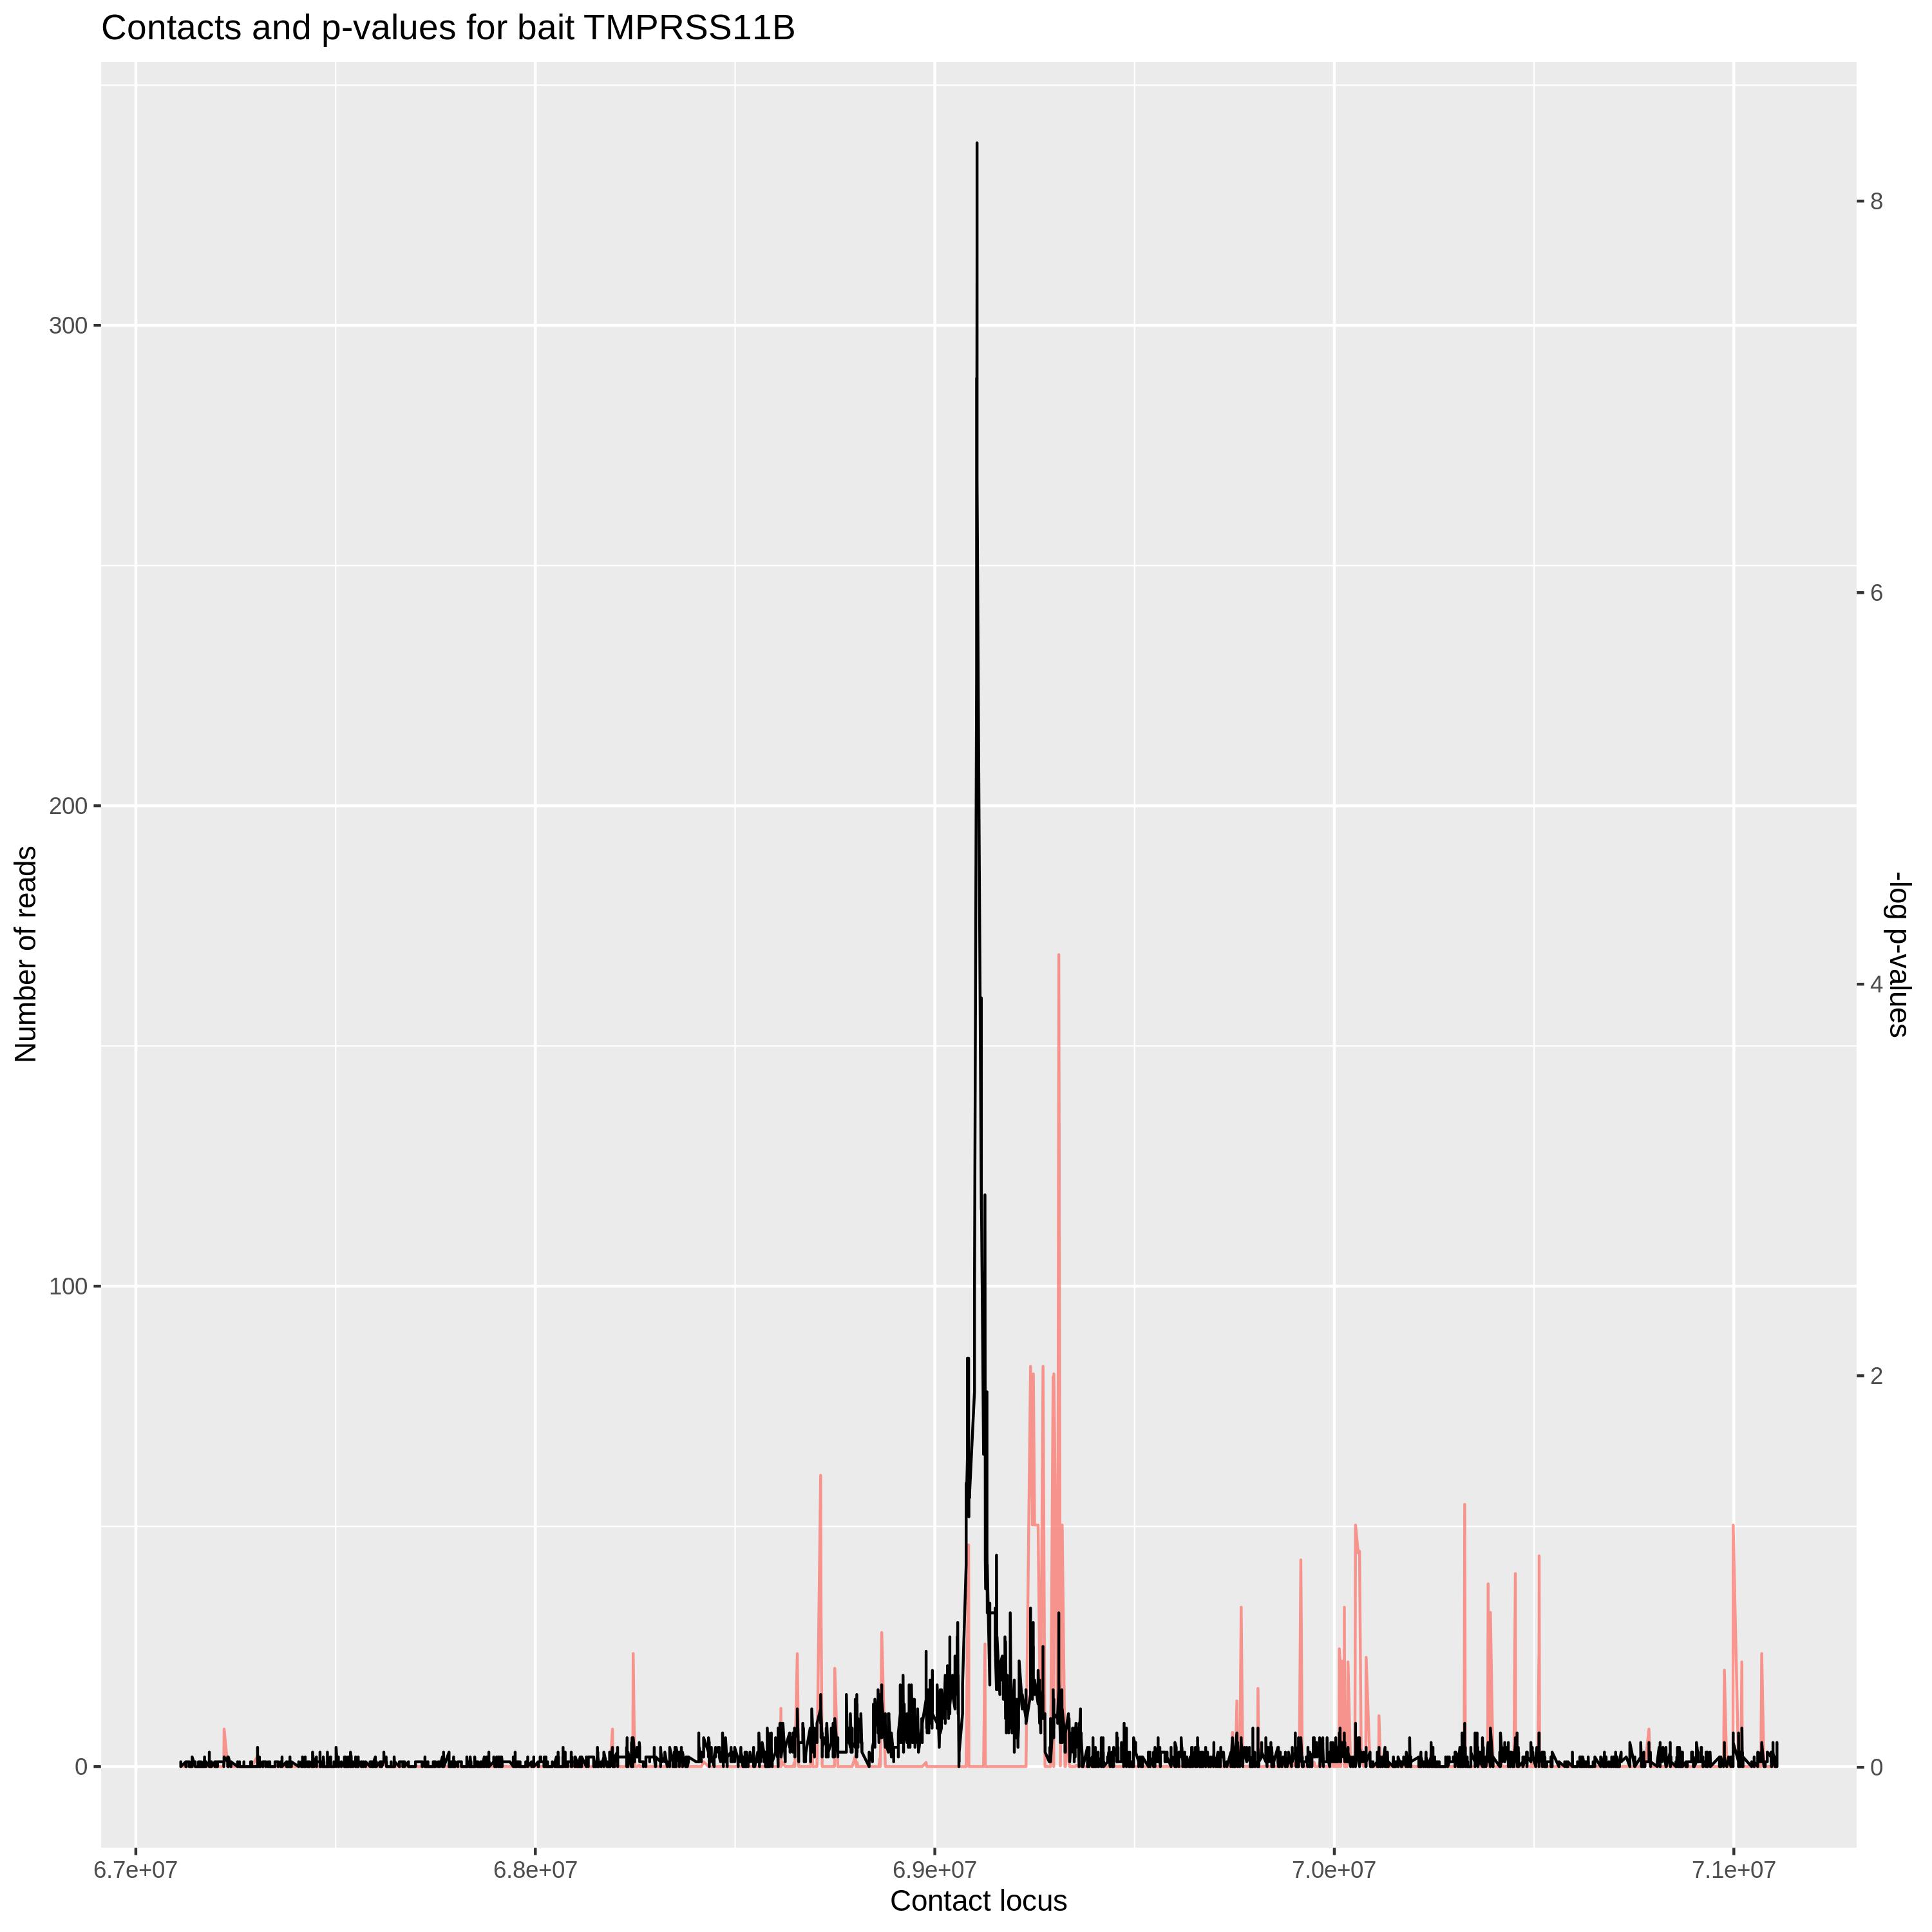 Contacts and p-values for bait TMPRSS11B
300
200
100
0
Number of reads
8
6
4
2
0
-log p-values
6.7e+07
6.8e+07
6.9e+07
7.0e+07
7.1e+07
Contact locus